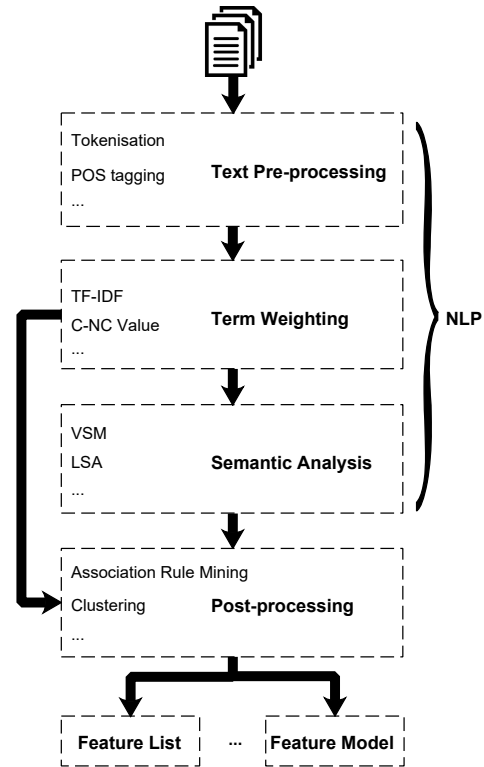 Tokenisation
POS tagging
Text Pre-processing
...
TF-IDF
C-NC Value
Term Weighting
...
NLP
VSM
LSA
Semantic Analysis
...
Association Rule Mining
Clustering
Post-processing
...
Feature List
...
Feature Model